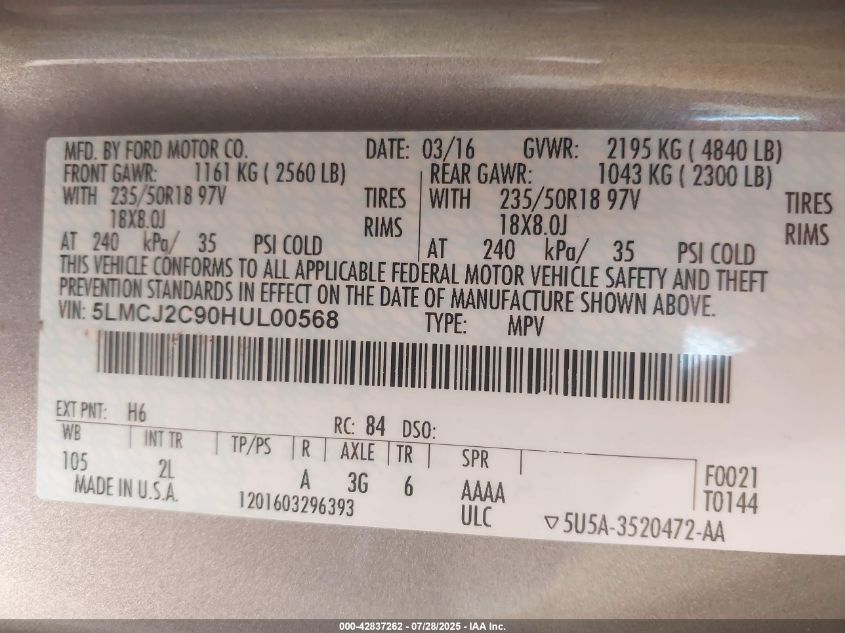 MFD. BY FORD MOTOR CO. DATE: 03/16 GVWR: 2195 KG ( 4840 LB)
FRONT GAWR: 1161 KG ( 2560 LB) REAR GAWR: 1043 KG ( 2300 LB)
WITH 235/50R18 97V TIRES WITH 235/50R18 97V TIRES
18X8.0J RIMS 18X8.0J RIMS
AT 240 kPa/ 35 PSI COLD AT 240 kPa/ 35 PSI COLD
THIS VEHICLE CONFORMS TO ALL APPLICABLE FEDERAL MOTOR VEHICLE SAFETY AND THEFT
PREVENTION STANDARDS IN EFFECT ON THE DATE OF MANUFACTURE SHOWN ABOVE.
VIN: 5LMCJ2C90HUL00568 TYPE: MPV
EXT PNT: H6 RC: 84 DSO:
WB INT TR TP/PS R AXLE TR SPR
105 2L A 3G 6 AAAA F0021
MADE IN U.S.A. 1201603296393 ULC T0144
▽5U5A-3520472-AA
000-42837262 - 07/28/2025 - IAA Inc.